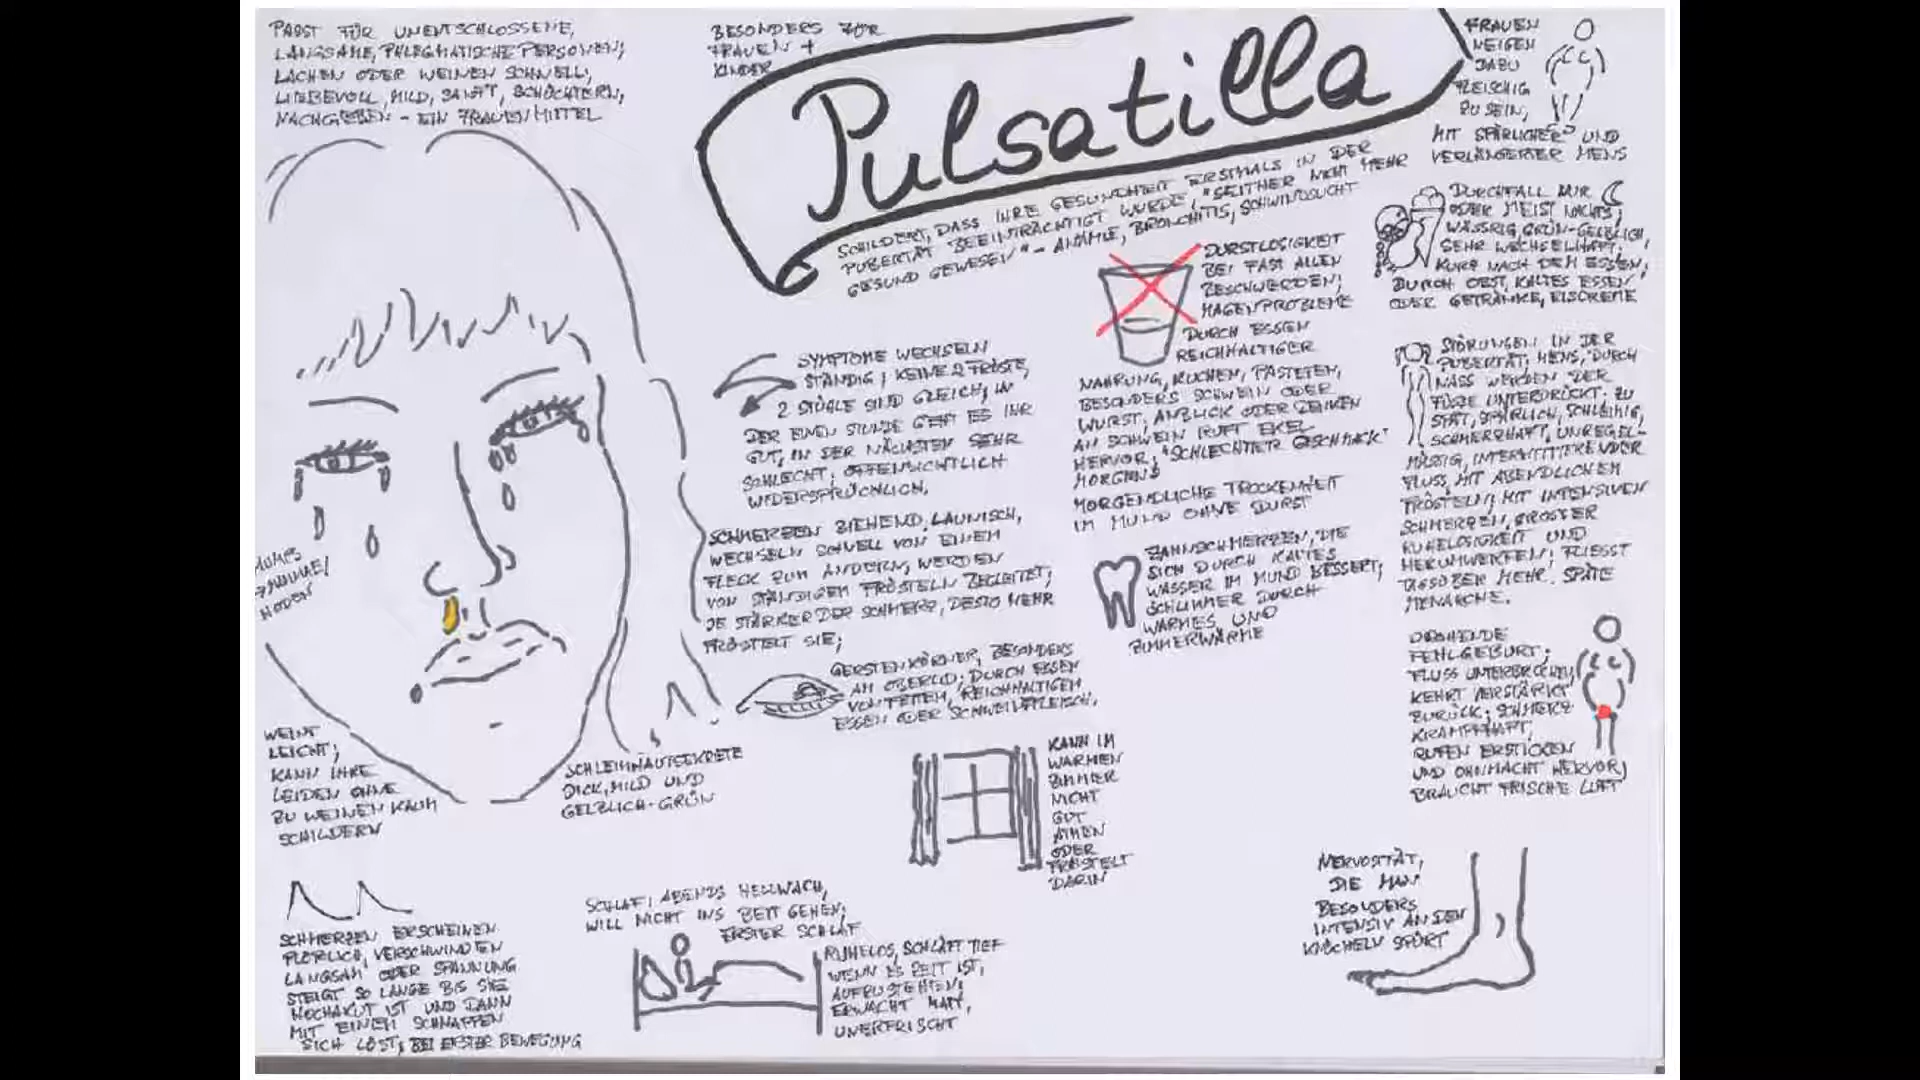 PAßT FÜR UNENTSCHLOSSENE,
LANGSAME, PHLEGMATISCHE PERSONEN;
LACHEN ODER WEINEN SCHNELL;
LIEBEVOLL, MILD, SANFT, SCHÜCHTERN,
NACHGEBEN - EIN FRAUENMITTEL
BESONDERS FÜR
FRAUEN +
KINDER
Pulsatilla
SCHILDERT, DASS IHRE GESUNDHEIT ERSTMALS IN DER
PUBERTÄT BEEINTRÄCHTIGT WURDE, "SEITHER NICHT MEHR
GESUND GEWESEN" - ANÄMIE, BRONCHITIS, SCHWINDSUCHT
FRAUEN
NEIGEN
DAZU
FLEISCHIG
ZU SEIN,
MIT SPÄRLICHER UND
VERLÄNGERTER MENS
DURCHFALL NUR
ODER MEIST NACHTS;
WÄSSRIG GRÜN-GELBLICH,
SEHR WECHSELHAFT;
KURZ NACH DEM ESSEN;
DURCH OBST, KALTES ESSEN
ODER GETRÄNKE, EISCREME
DURSTLOSIGKEIT
BEI FAST ALLEN
BESCHWERDEN;
MAGENPROBLEME
DURCH ESSEN
REICHHALTIGER
NAHRUNG, KUCHEN, PASTETEN,
BESONDERS SCHWEIN ODER
WURST, ANBLICK ODER DENKEN
AN SCHWEIN RUFT EKEL
HERVOR; "SCHLECHTER GESCHMACK"
MORGENS
MORGENDLICHE TROCKENHEIT
IM MUND OHNE DURST
SYMPTOME WECHSELN
STÄNDIG; KEINE 2 FRÖSTE,
2 STÜHLE SIND GLEICH, IN
DER EINEN STUNDE GEHT ES IHR
GUT, IN DER NÄCHSTEN SEHR
SCHLECHT; OFFENSICHTLICH
WIDERSPRÜCHLICH.
SCHMERZEN ZIEHEND, LAUNISCH,
WECHSELN SCHNELL VON EINEM
FLECK ZUM ANDERN, WERDEN
VON STÄNDIGEM FRÖSTELN BEGLEITET;
JE STÄRKER DER SCHMERZ, DESTO MEHR
FRÖSTELT SIE;
STÖRUNGEN IN DER
PUBERTÄT; MENS, DURCH
NASS WERDEN DER
FÜßE UNTERDRÜCKT. ZU
SPÄT, SPÄRLICH, SCHLEIMIG,
SCHMERZHAFT, UNREGEL-
MÄSSIG, INTERMITTIERENDER
FLUSS, MIT ABENDLICHEM
FRÖSTELN; MIT INTENSIVEN
SCHMERZEN, GROSSER
RUHELOSIGKEIT UND
HERUMWERFEN; FLIESST
TAGSÜBER MEHR. SPÄTE
MENARCHE.
ZAHNSCHMERZEN, DIE
SICH DURCH KALTES
WASSER IM MUND BESSERT;
SCHLIMMER DURCH
WARMES UND
ZIMMERWÄRME
MUMPS
MAMMAE/
HODEN
GERSTENKÖRNER, BESONDERS
AM OBERLID; DURCH ESSEN
VON FETTEM, REICHHALTIGEM
ESSEN ODER SCHWEINEFLEISCH.
DROHENDE
FEHLGEBURT;
FLUSS UNTERBROCHEN,
KEHRT VERSTÄRKT
ZURÜCK; SCHMERZ
KRAMPFHAFT,
RUFEN ERSTICKEN
UND OHNMACHT HERVOR;
BRAUCHT FRISCHE LUFT
WEINT
LEICHT;
KANN IHRE
LEIDEN OHNE
ZU WEINEN KAUM
SCHILDERN
SCHLEIMHAUTSEKRETE
DICK, MILD UND
GELBLICH-GRÜN
KANN IM
WARMEN
ZIMMER
NICHT
GUT
ATMEN
ODER
FRÖSTELT
DARIN
SCHMERZEN ERSCHEINEN
PLÖTZLICH, VERSCHWINDEN
LANGSAM ODER SPANNUNG
STEIGT SO LANGE BIS SIE
HOCHAKUT IST UND DANN
MIT EINEM SCHNAPPEN
SICH LÖST; BEI ERSTER BEWEGUNG
SCHLAF: ABENDS HELLWACH,
WILL NICHT INS BETT GEHEN;
ERSTER SCHLAF
RUHELOS, SCHLÄFT TIEF
WENN ES ZEIT IST,
AUFZUSTEHEN;
ERWACHT MATT,
UNERFRISCHT
NERVOSITÄT,
DIE MAN
BESONDERS
INTENSIV AN DEN
KNÖCHELN SPÜRT